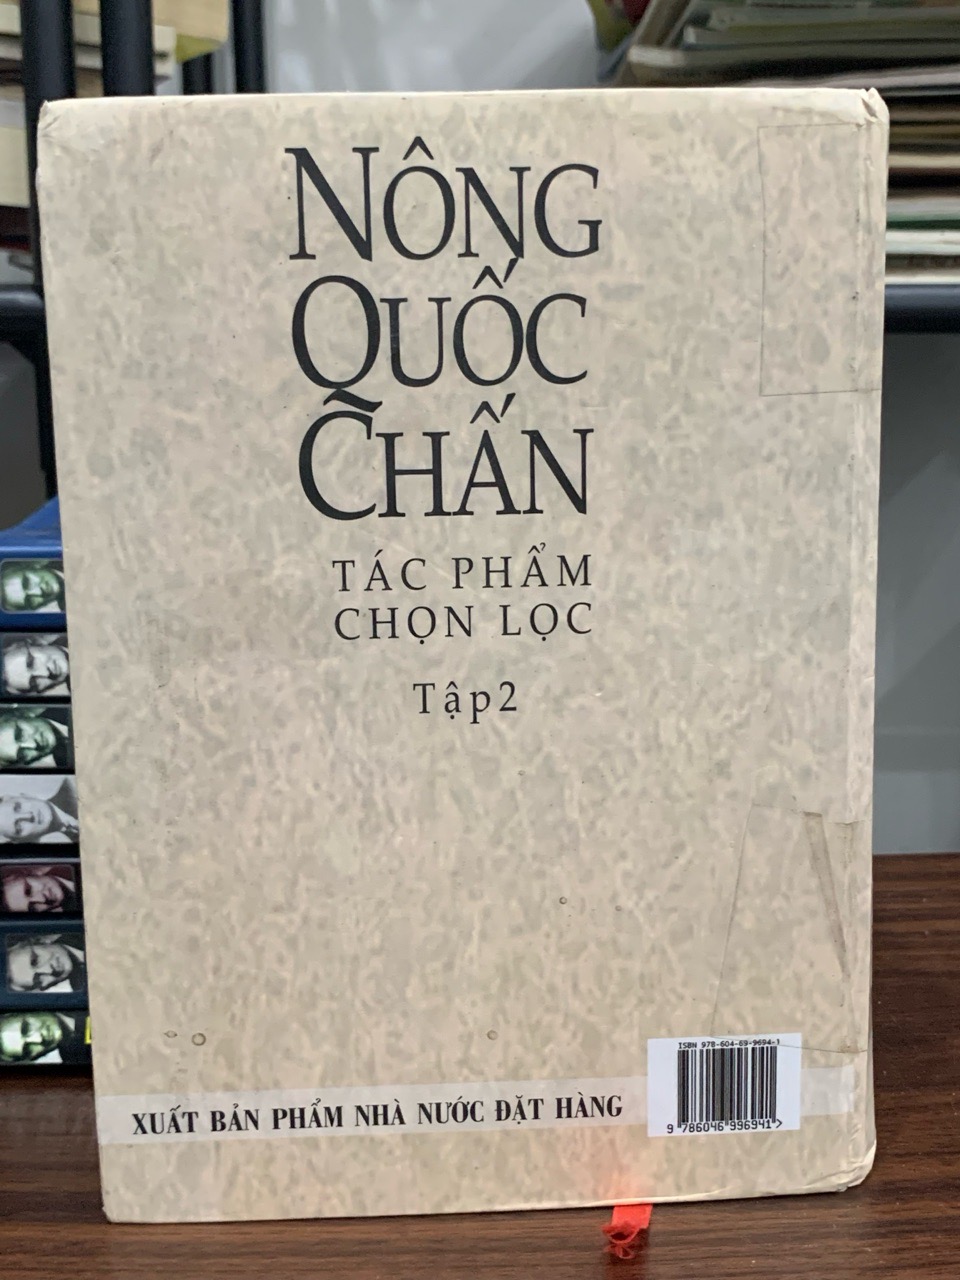 NÔNG
QUỐC
CHẤN
TÁC PHẨM
CHỌN LỌC
Tập 2
XUẤT BẢN PHẨM NHÀ NƯỚC ĐẶT HÀNG
ISBN 978-604-69-9694-1
9 786046 996941 >